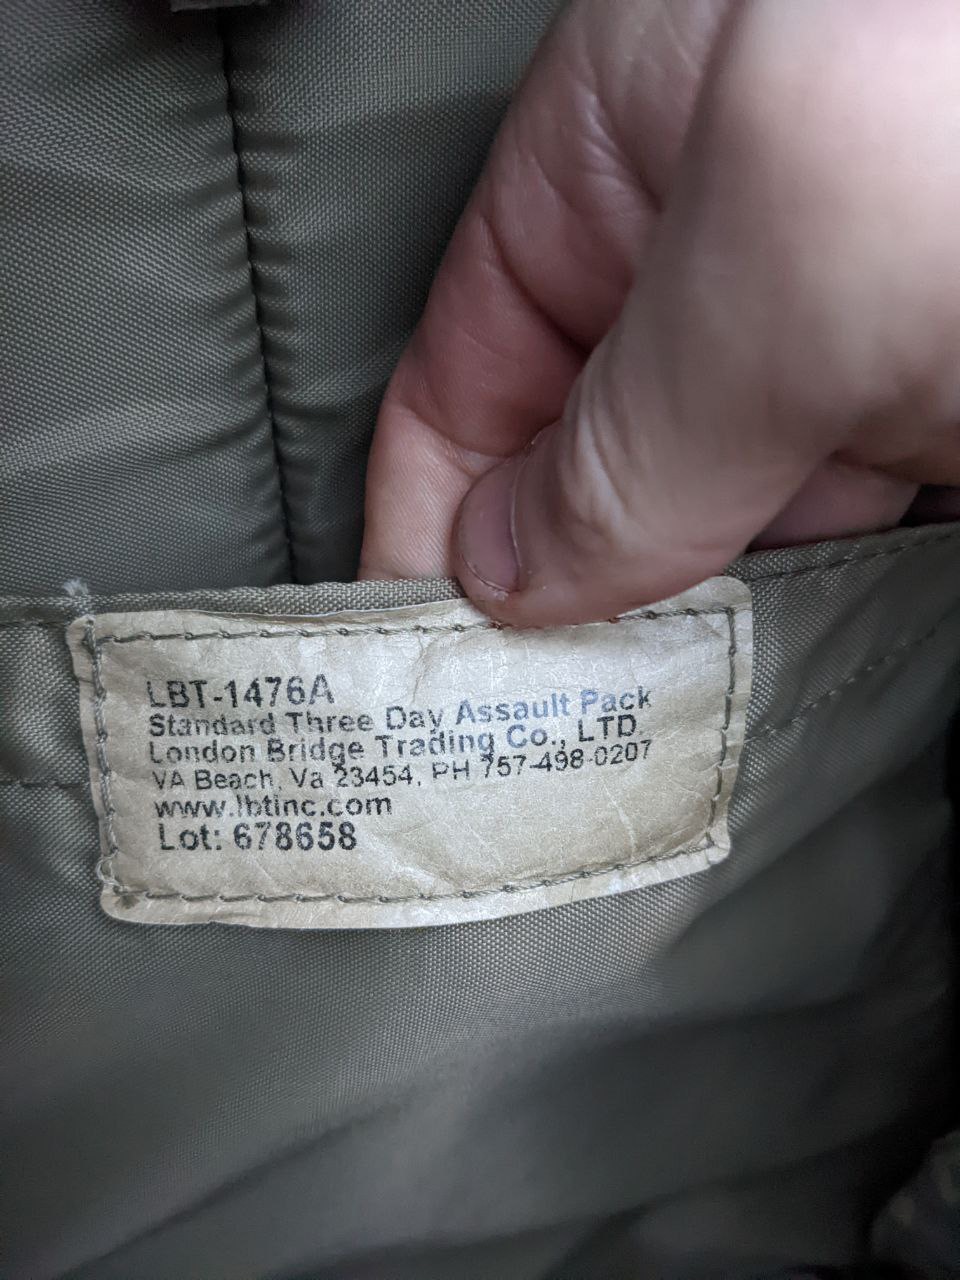 LBT-1476A
Standard Three Day Assault Pack
London Bridge Trading Co., LTD.
VA Beach, Va 23454, PH 757-498-0207
www.lbtinc.com
Lot: 678658